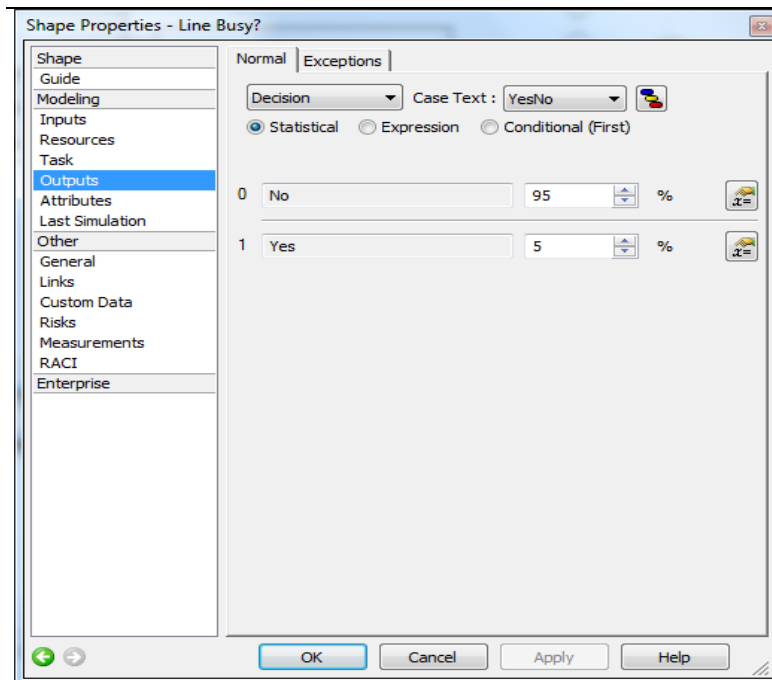 Shape Properties - Line Busy?
Shape
Guide
Modeling
Inputs
Resources
Task
Outputs
Attributes
Last Simulation
Other
General
Links
Custom Data
Risks
Measurements
RACI
Enterprise
Normal
Exceptions
Decision
Case Text :
YesNo
Statistical
Expression
Conditional (First)
0 No 95 %
x=
1 Yes 5 %
x=
OK
Cancel
Apply
Help